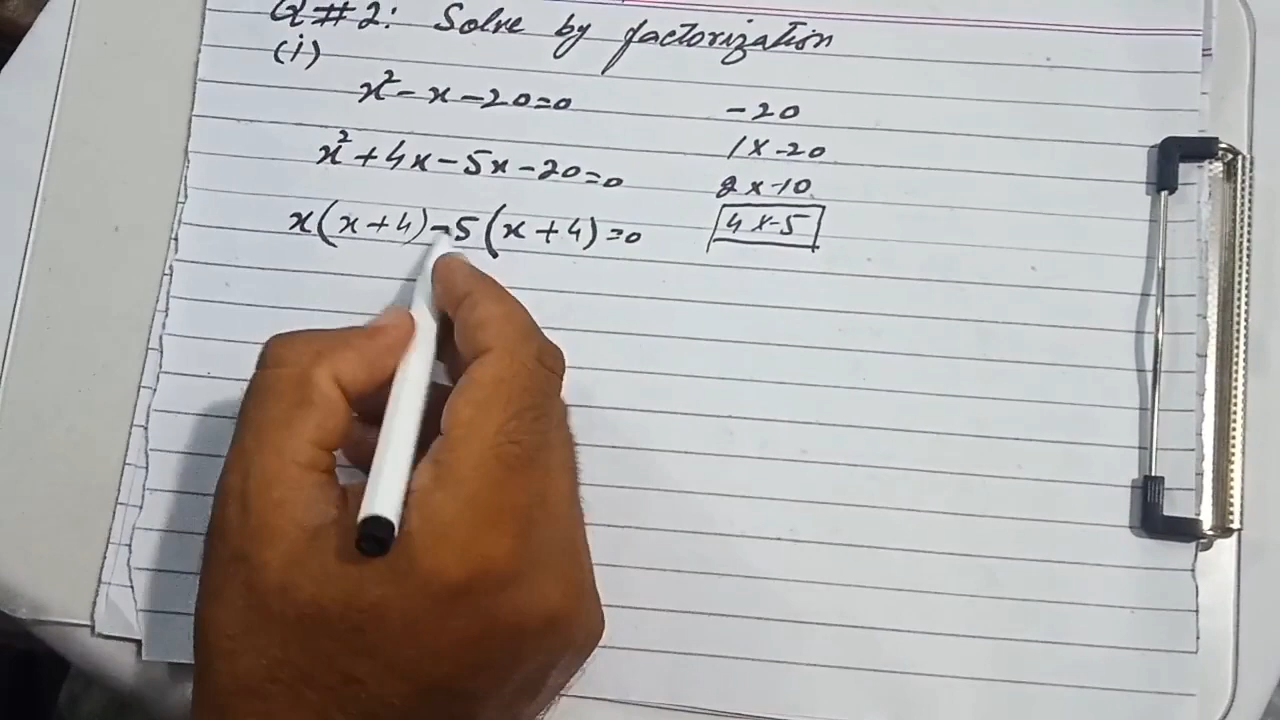 Q#2: Solve by factorization
(i)
x² - x - 20 = 0
x² + 4x - 5x - 20 = 0
x(x+4) - 5(x+4) = 0
-20
1 x -20
2 x -10
4 x -5